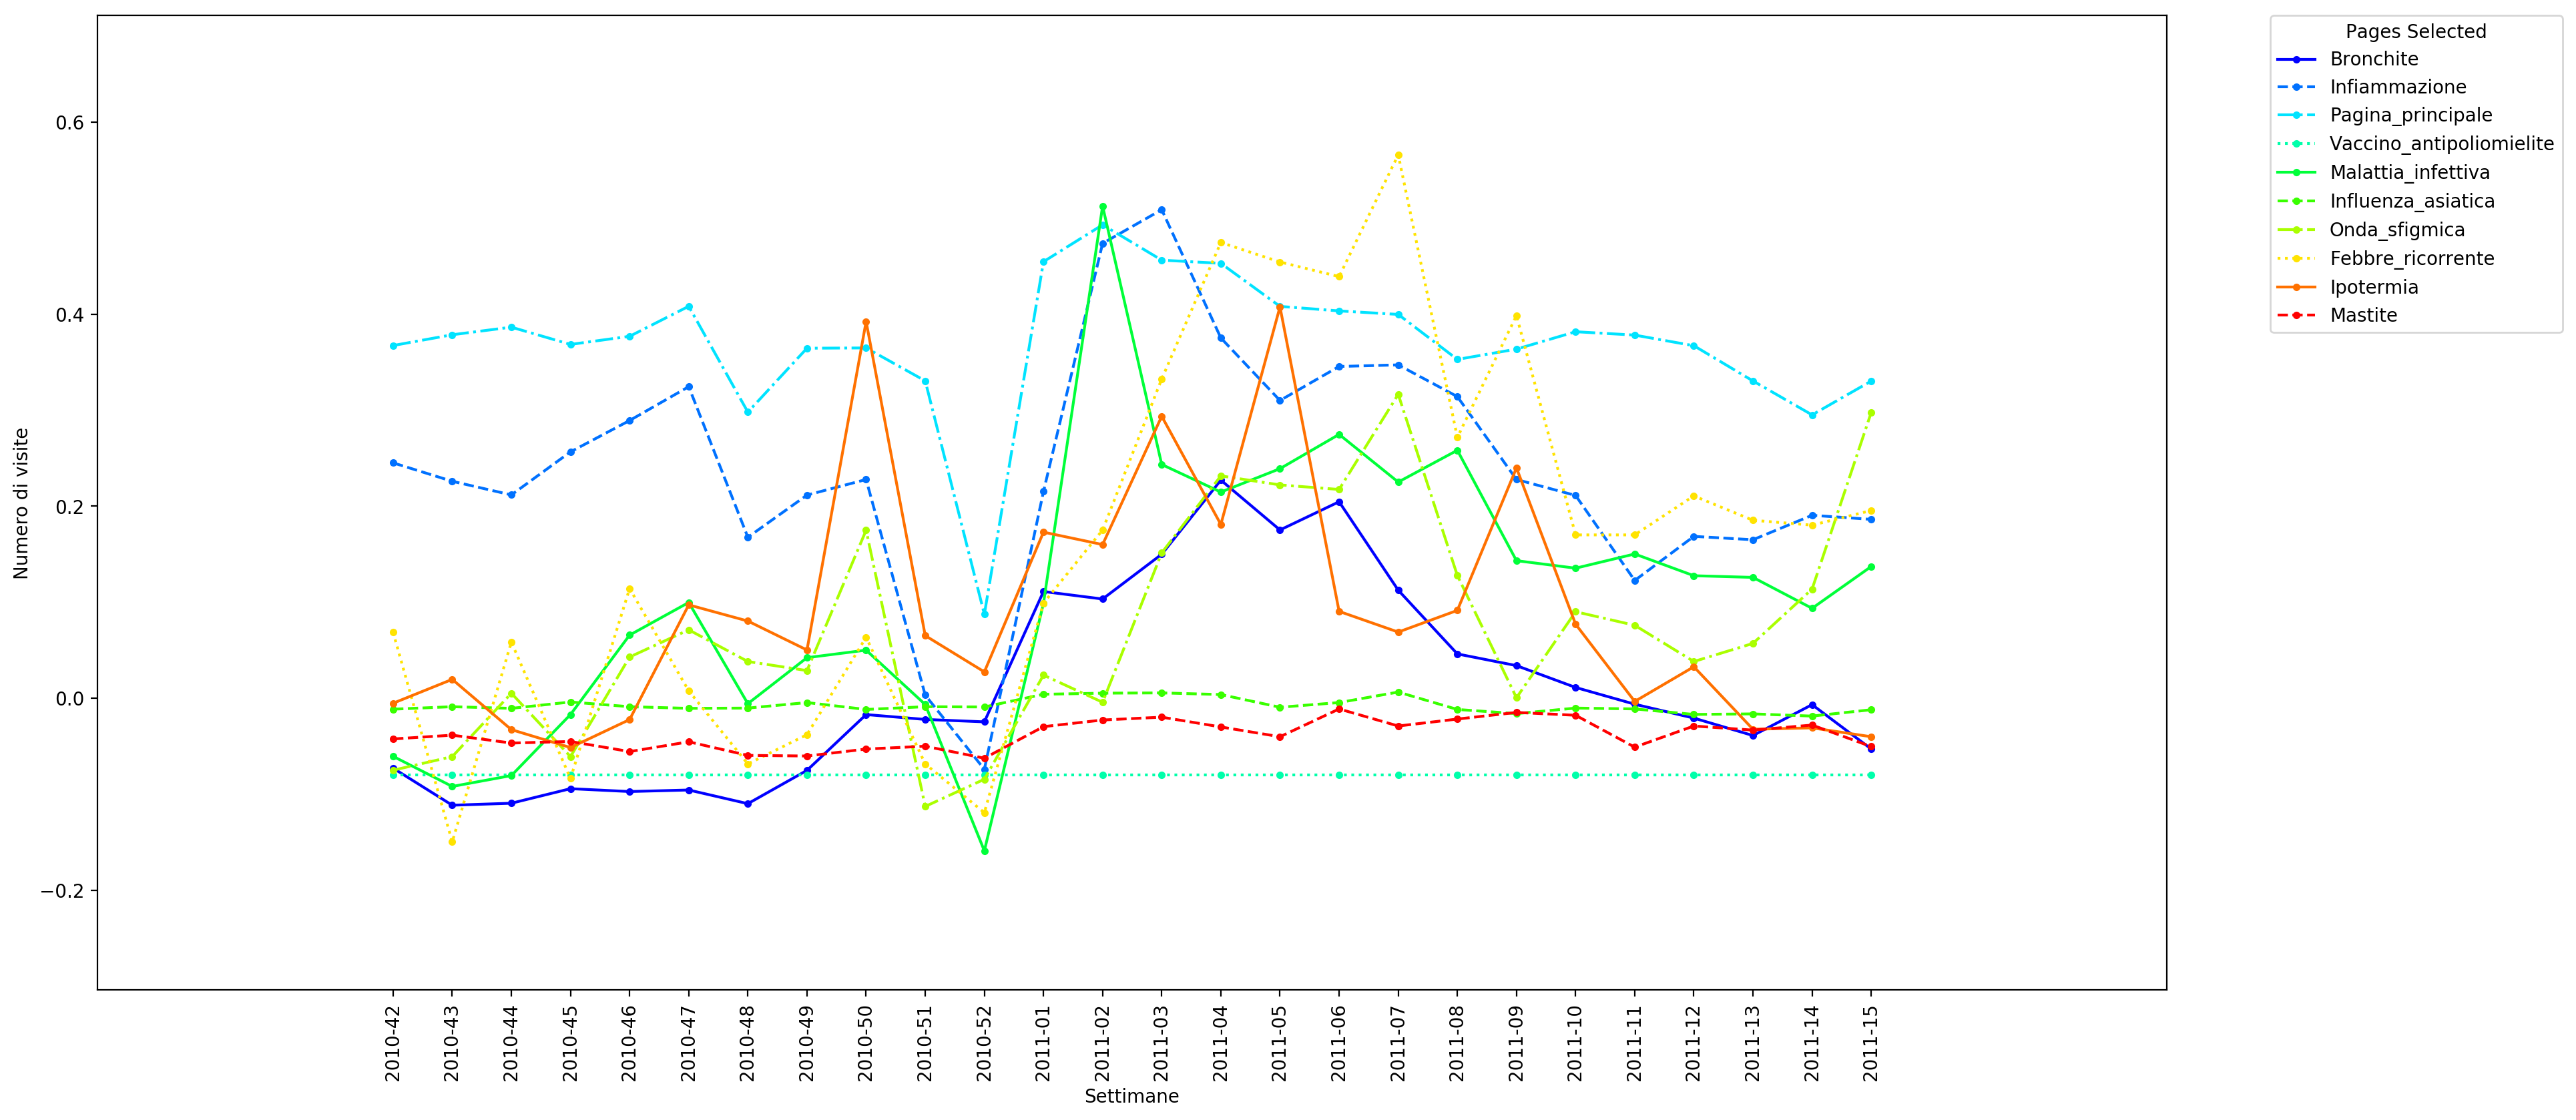 Pages Selected
Bronchite
Infiammazione
Pagina_principale
Vaccino_antipoliomielite
Malattia_infettiva
Influenza_asiatica
Onda_sfigmica
Febbre_ricorrente
Ipotermia
Mastite
Numero di visite
0.6
0.4
0.2
0.0
−0.2
2010-42
2010-43
2010-44
2010-45
2010-46
2010-47
2010-48
2010-49
2010-50
2010-51
2010-52
2011-01
2011-02
2011-03
2011-04
2011-05
2011-06
2011-07
2011-08
2011-09
2011-10
2011-11
2011-12
2011-13
2011-14
2011-15
Settimane